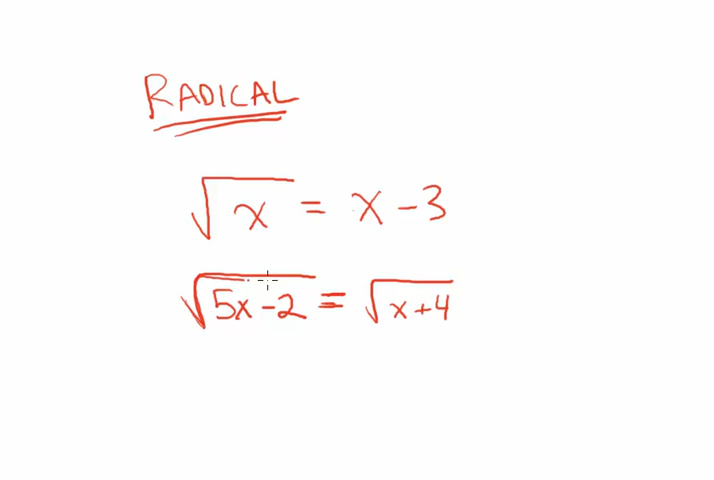 RADICAL
√x = x - 3
√5x-2 = √x+4